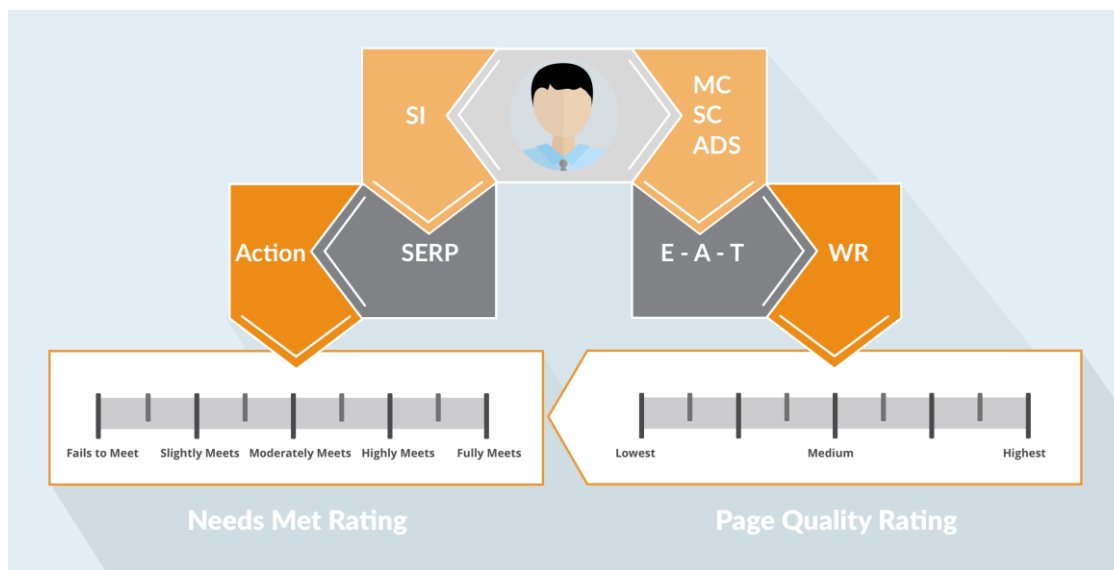 SI
MC
SC
ADS
Action
SERP
E - A - T
WR
Fails to Meet
Slightly Meets
Moderately Meets
Highly Meets
Fully Meets
Lowest
Medium
Highest
Needs Met Rating
Page Quality Rating